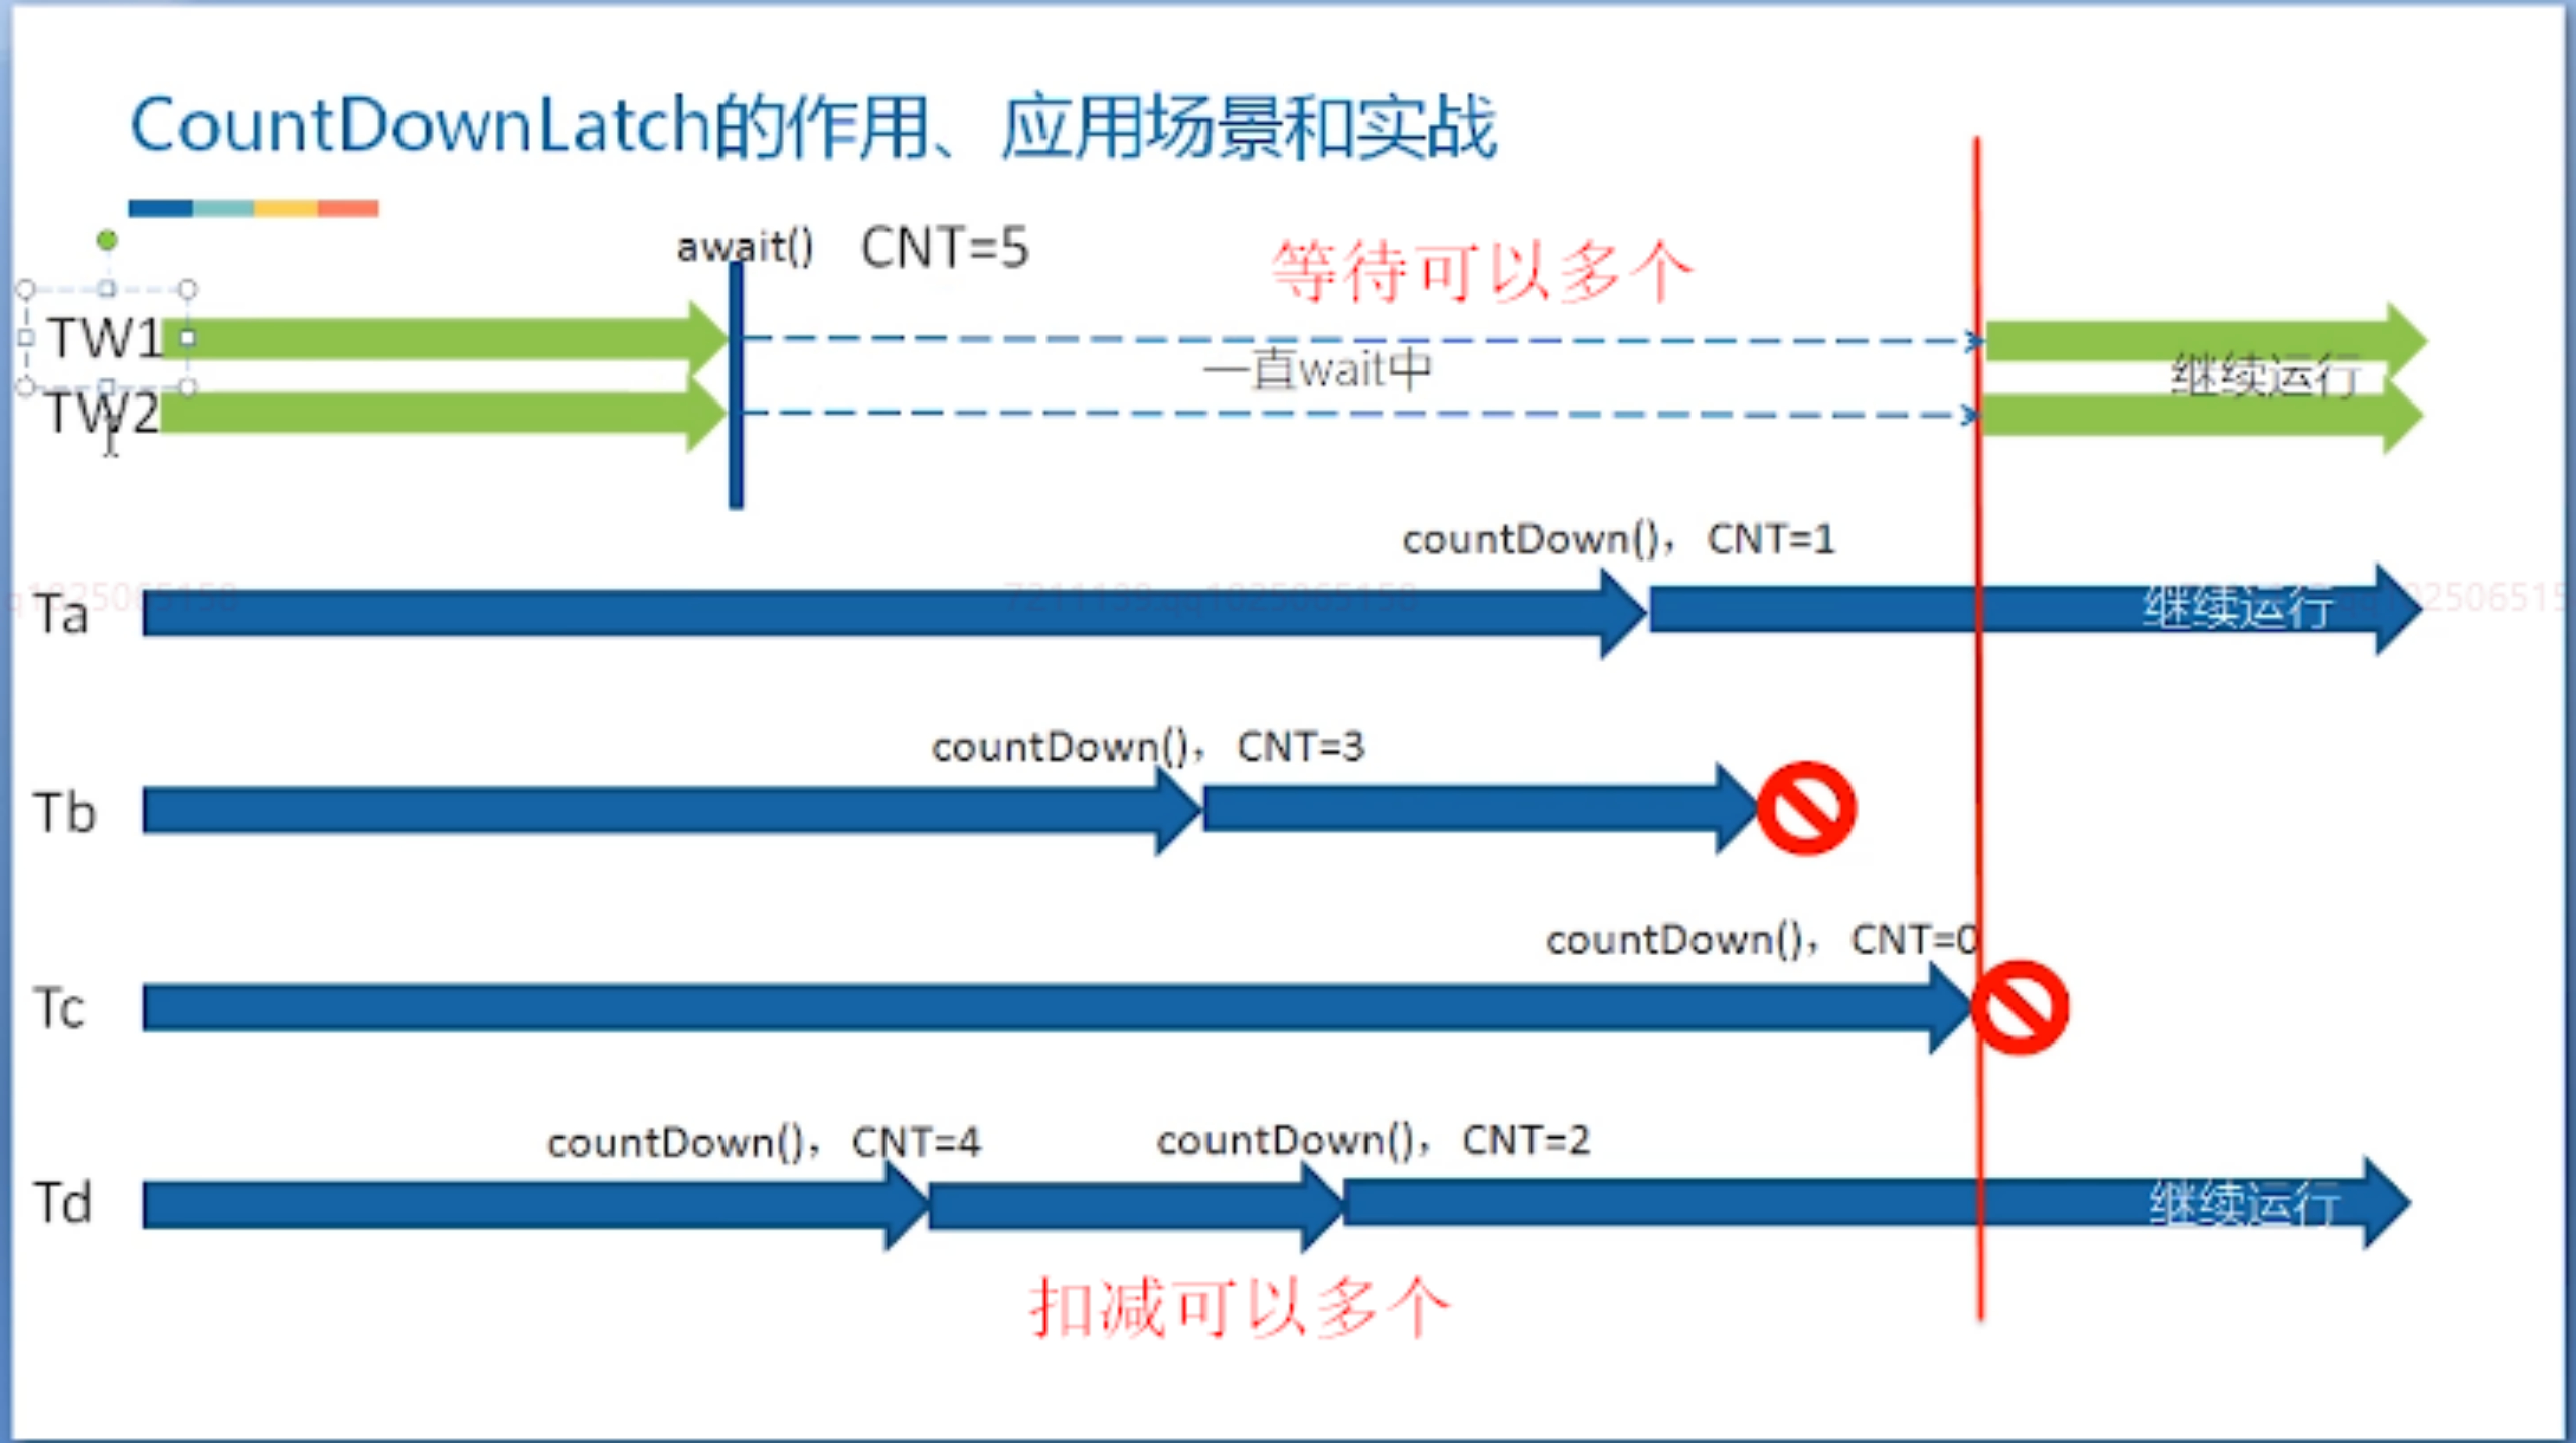 CountDownLatch的作用、应用场景和实战
await() CNT=5
等待可以多个
TW1
一直wait中
继续运行
TW2
countDown(), CNT=1
7211139.qq1025065150
Ta
继续运行
countDown(), CNT=3
Tb
countDown(), CNT=0
Tc
countDown(), CNT=4
countDown(), CNT=2
Td
继续运行
扣减可以多个